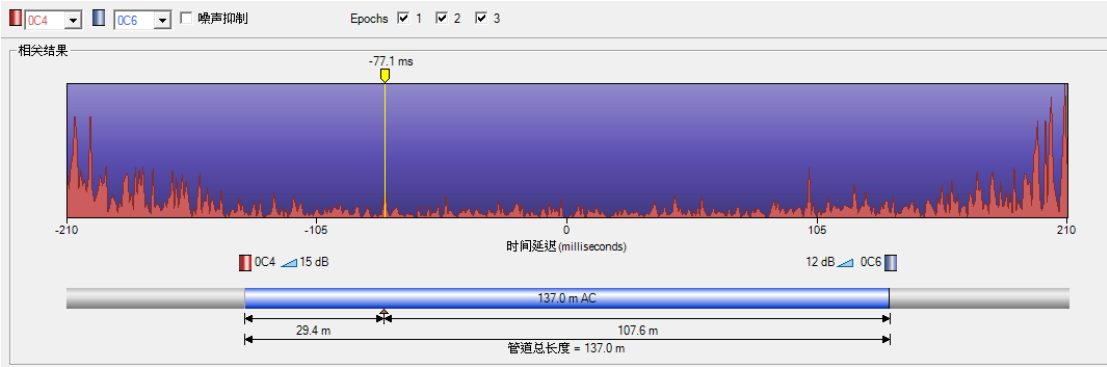 0C4 0C6 噪声抑制 Epochs 1 2 3
相关结果
-77.1 ms
-210 -105 0 105 210
时间延迟(milliseconds)
0C4 15 dB 12 dB 0C6
137.0 m AC
29.4 m 107.6 m
管道总长度 = 137.0 m